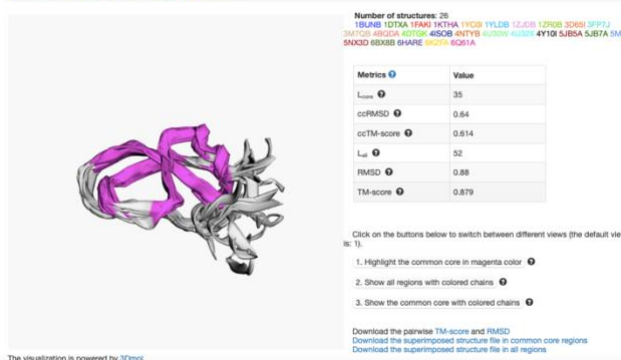 Number of structures: 26
1BUNB 1DTXA 1FAKI 1KTHA 1YC0I 1YLDB 1ZJDB 1ZR0B 3D65I 3FP7J
3M7QB 4BQDA 4DTGK 4ISOB 4NTYB 4U32X 4Y10I 5JB5A 5JB7A 5M
5NX3D 6BX8B 6HARE 6Q61A
Metrics Value
Lcore 35
ccRMSD 0.64
ccTM-score 0.614
Lali 52
RMSD 0.88
TM-score 0.879
Click on the buttons below to switch between different views (the default vie
is: 1).
1. Highlight the common core in magenta color
2. Show all regions with colored chains
3. Show the common core with colored chains
Download the pairwise TM-score and RMSD
Download the superimposed structure file in common core regions
Download the superimposed structure file in all regions
The visualization is powered by 3Dmol